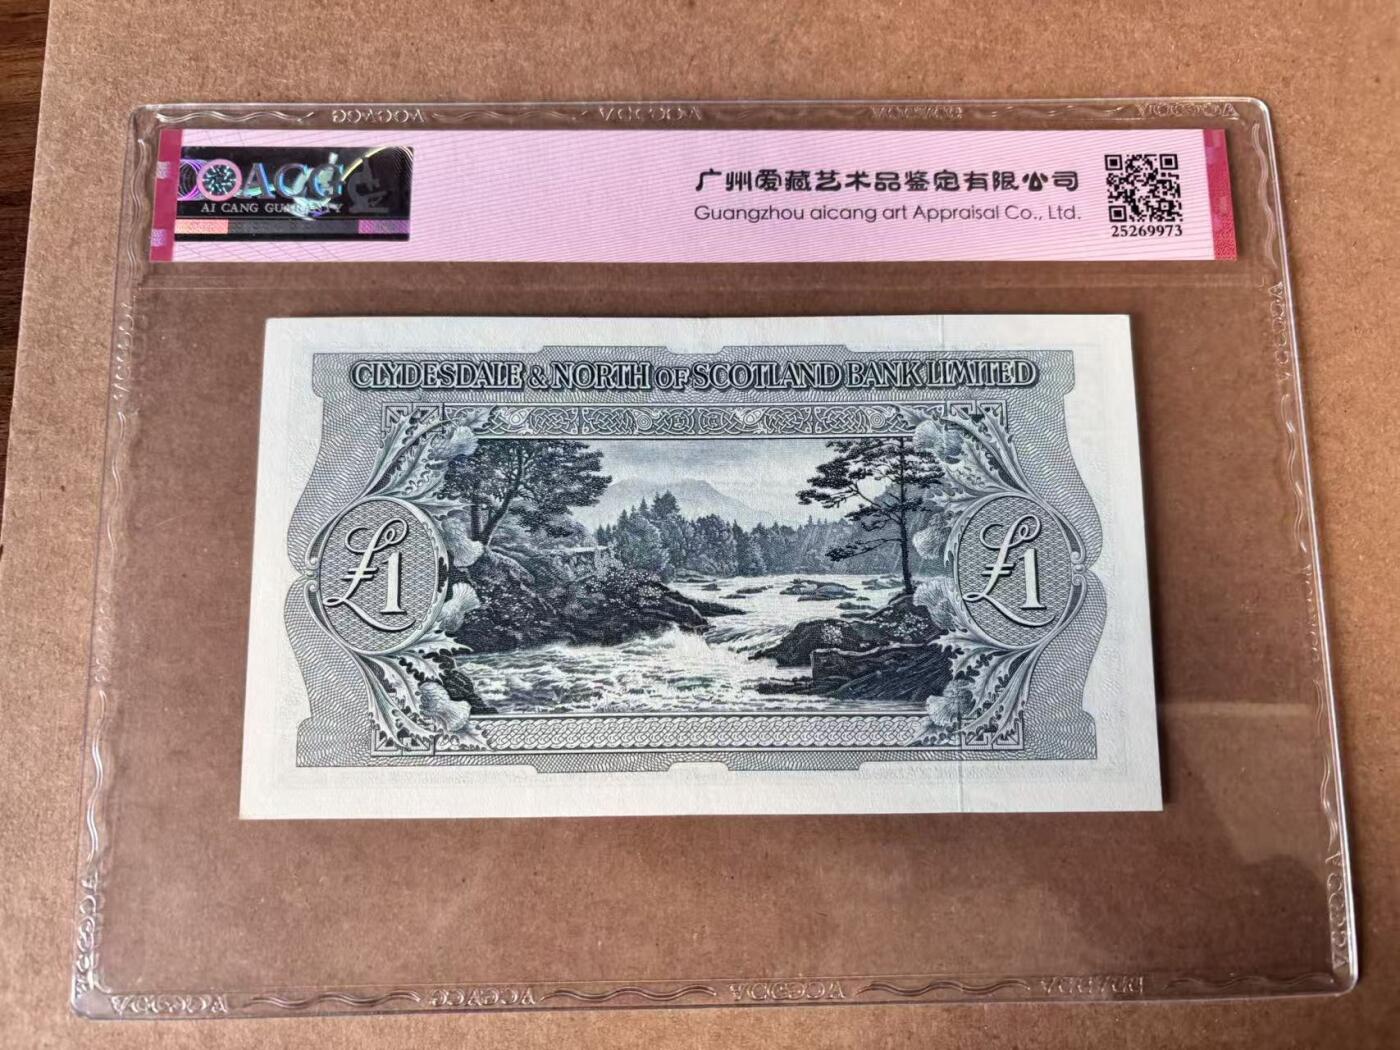 ACG
AI CANG GUARANTY
广州爱藏艺术品鉴定有限公司
Guangzhou aicang art Appraisal Co., Ltd.
25269973
CLYDESDALE & NORTH OF SCOTLAND BANK LIMITED
£1
£1